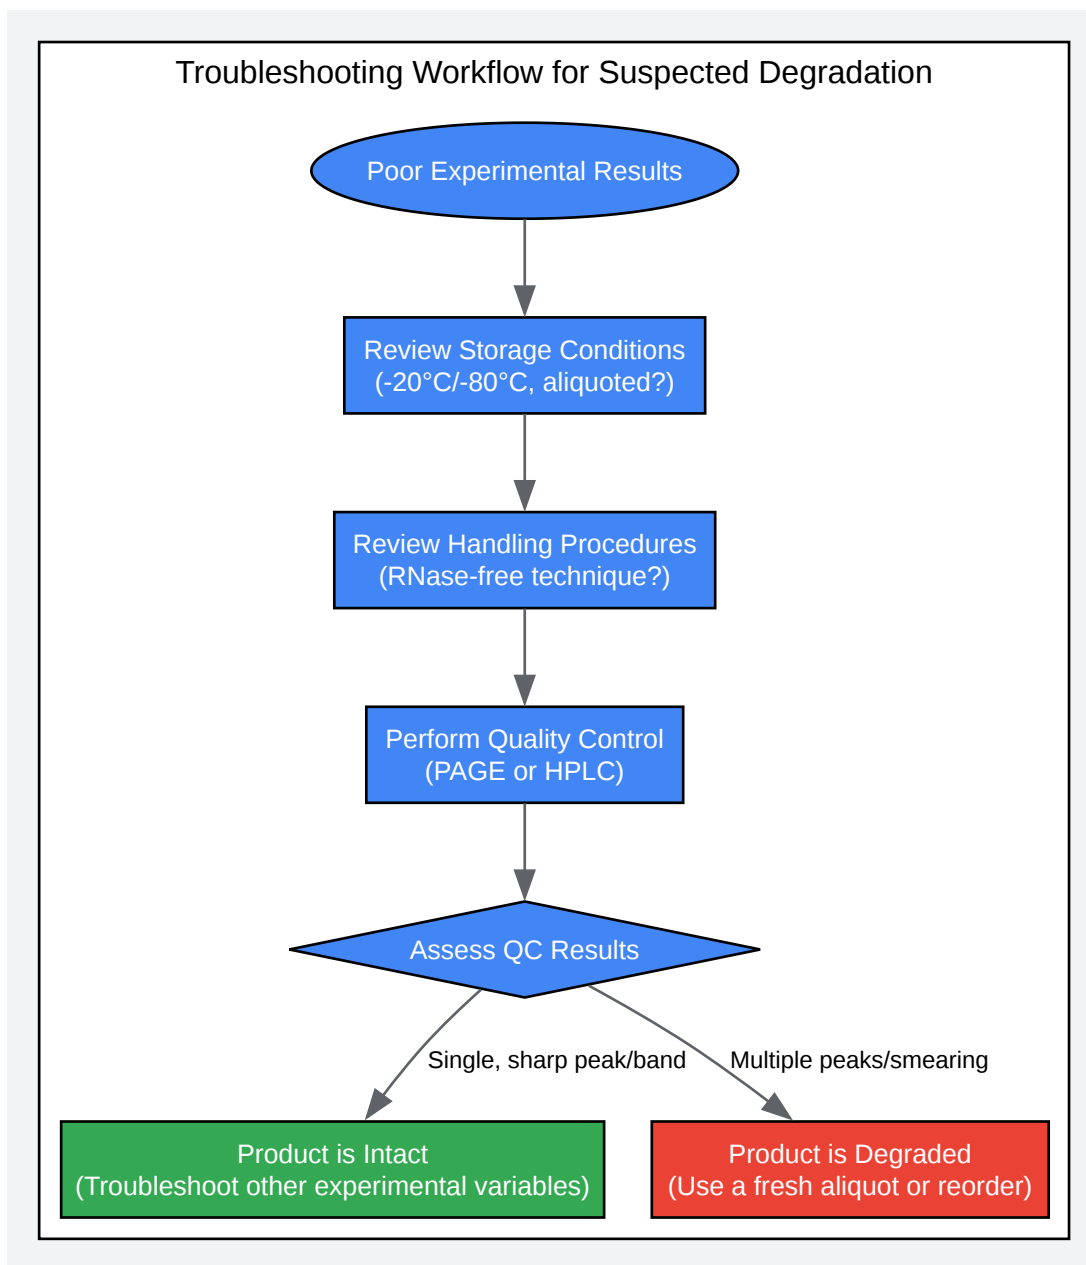 Troubleshooting Workflow for Suspected Degradation
Poor Experimental Results
Review Storage Conditions
(-20°C/-80°C, aliquoted?)
Review Handling Procedures
(RNase-free technique?)
Perform Quality Control
(PAGE or HPLC)
Assess QC Results
Single, sharp peak/band
Multiple peaks/smearing
Product is Intact
(Troubleshoot other experimental variables)
Product is Degraded
(Use a fresh aliquot or reorder)